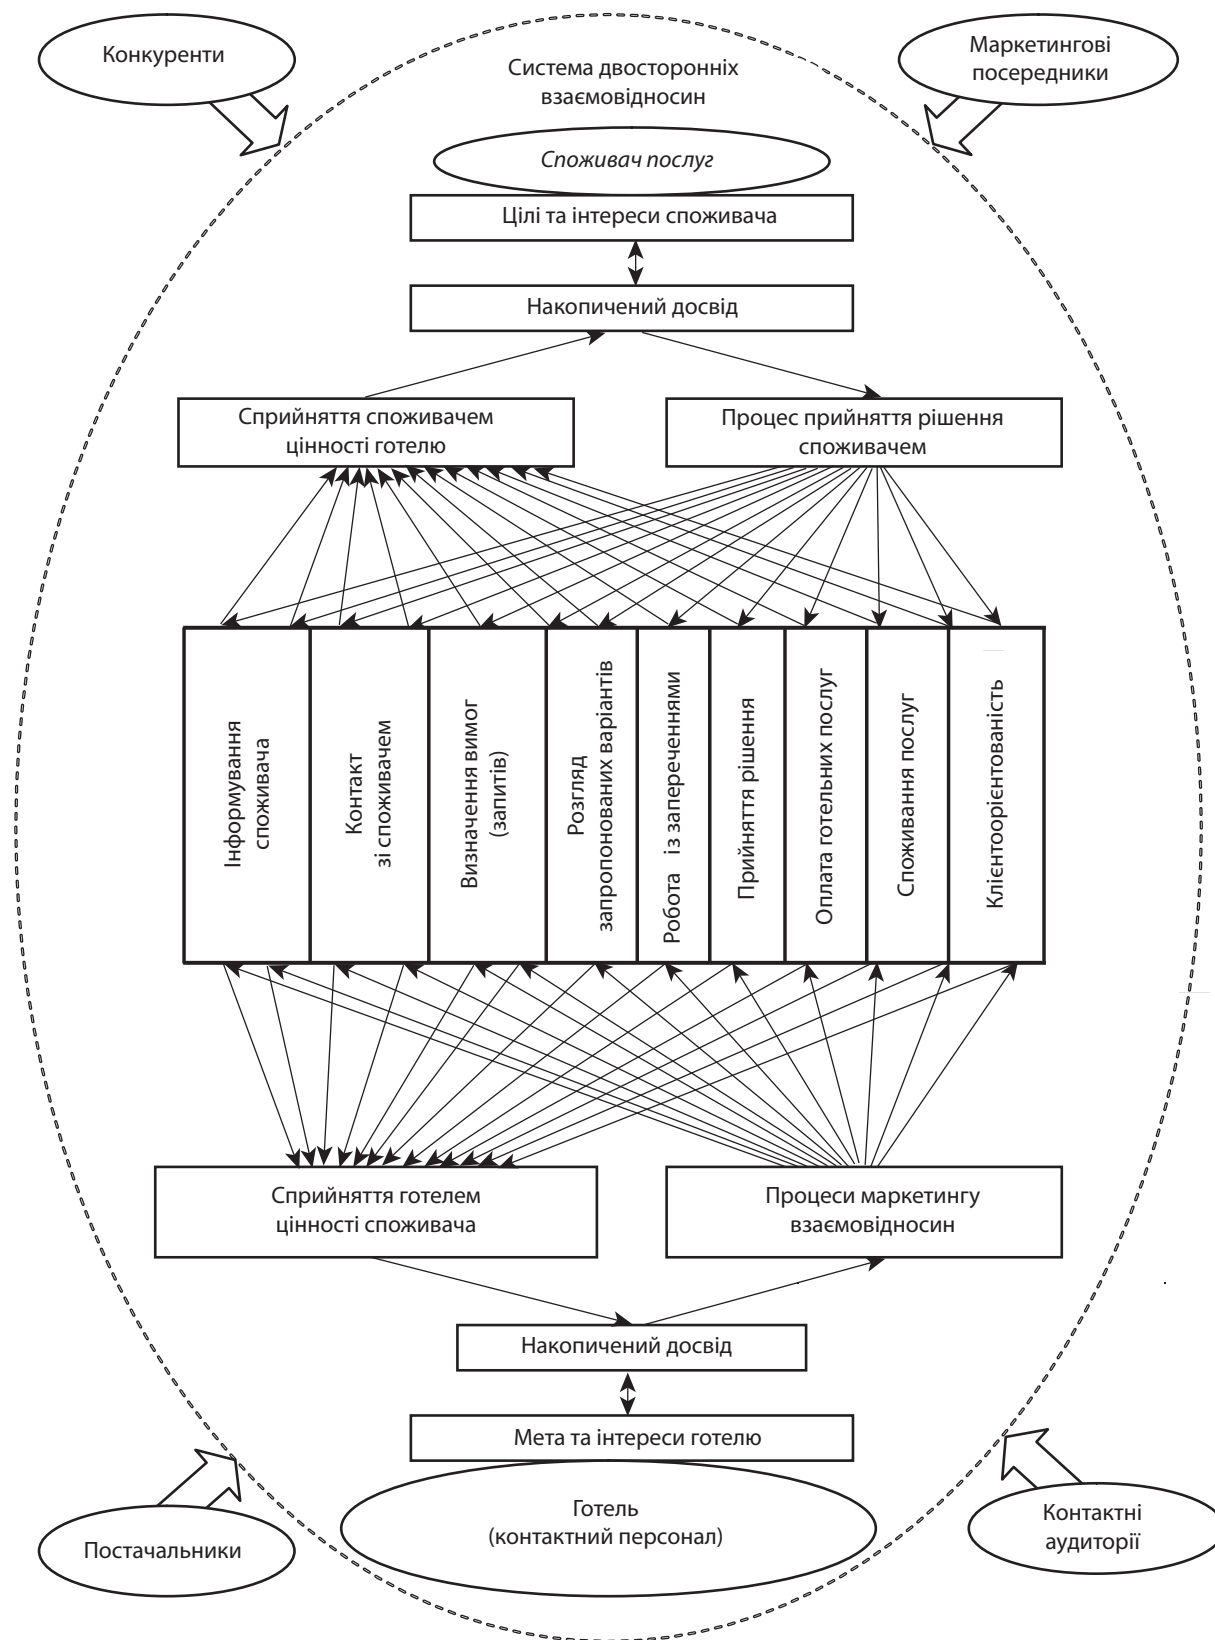 Конкуренти
Маркетингові
посередники
Система двосторонніх
взаємовідносин
Споживач послуг
Цілі та інтереси споживача
Накопичений досвід
Сприйняття споживачем
цінності готелю
Процес прийняття рішення
споживачем
Інформування
споживача
Контакт
зі споживачем
Визначення вимог
(запитів)
Розгляд
запропонованих варіантів
Робота із запереченнями
Прийняття рішення
Оплата готельних послуг
Споживання послуг
Клієнтоорієнтованість
Сприйняття готелем
цінності споживача
Процеси маркетингу
взаємовідносин
Накопичений досвід
Мета та інтереси готелю
Готель
(контактний персонал)
Постачальники
Контактні
аудиторії